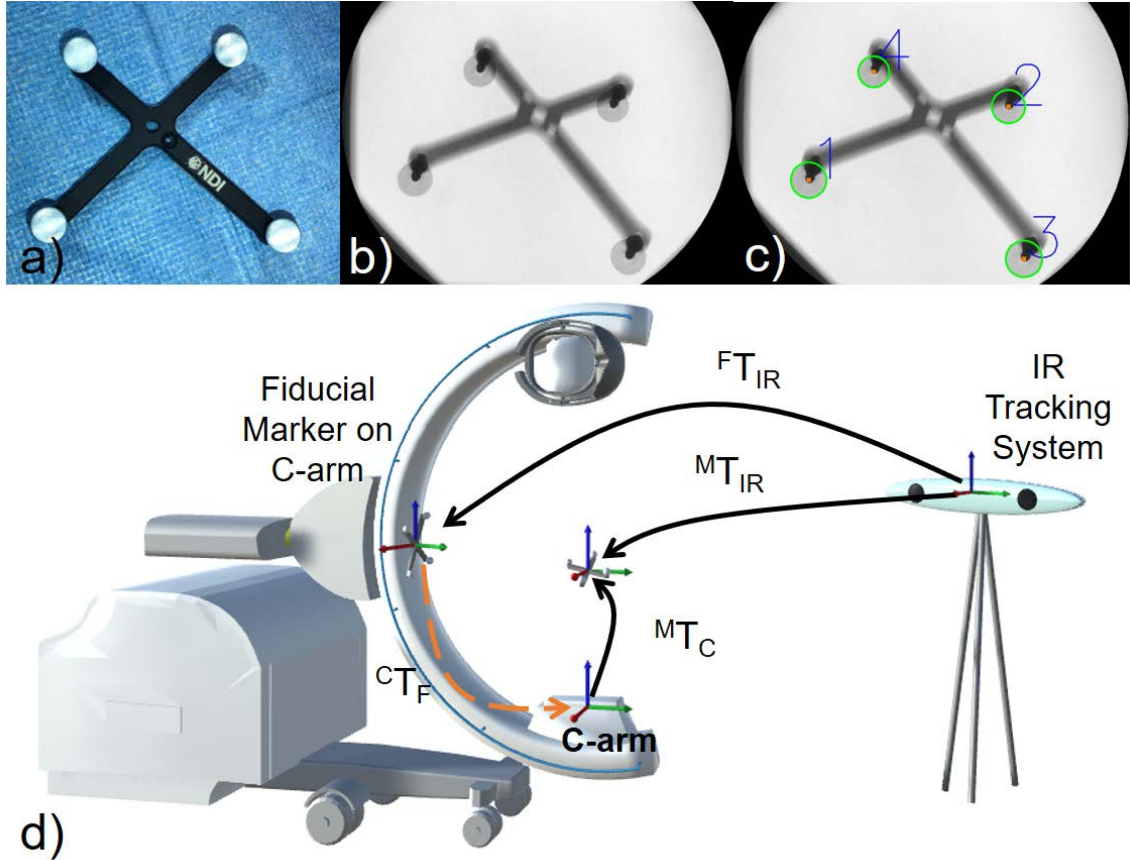 NDI
a)
b)
c)
4
2
1
3
Fiducial
Marker on
C-arm
FTIR
IR
Tracking
System
MTIR
MTC
CTF
C-arm
d)